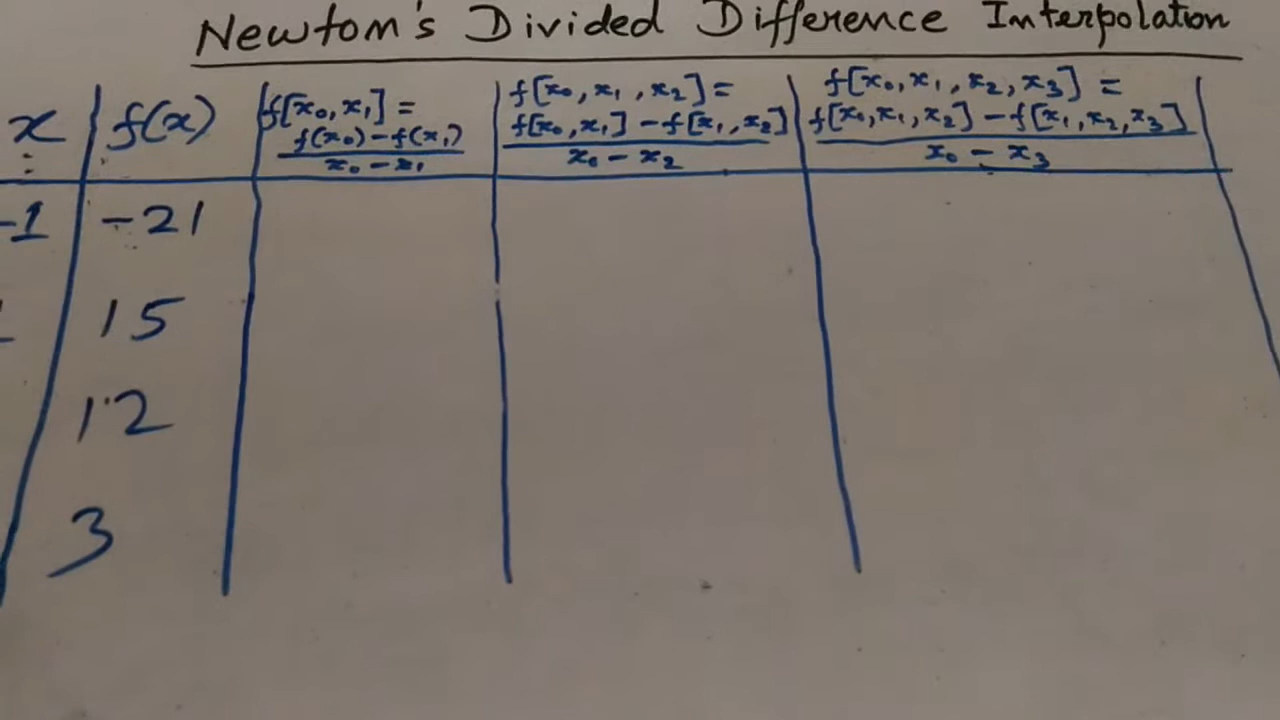 Newton's Divided Difference Interpolation
x f(x) f[x₀,x₁] = f(x₀)-f(x₁) / x₀-x₁ f[x₀,x₁,x₂] = f[x₀,x₁]-f[x₁,x₂] / x₀-x₂ f[x₀,x₁,x₂,x₃] = f[x₀,x₁,x₂]-f[x₁,x₂,x₃] / x₀-x₃
-1 -21
15
12
3